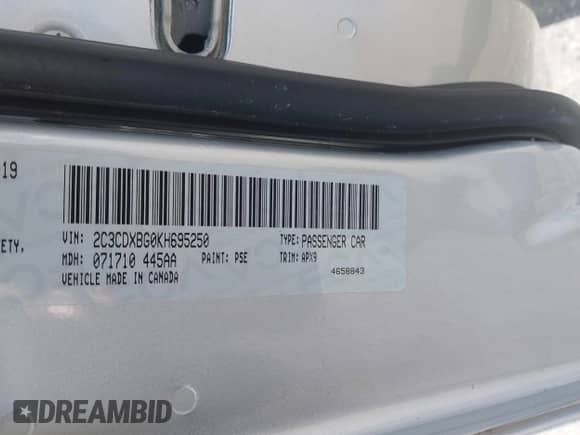 19
ETY.
VIN: 2C3CDXBG0KH695250 TYPE: PASSENGER CAR
MDH: 071710 445AA PAINT: PSE TRIM: APX9
VEHICLE MADE IN CANADA 4658843
DREAMBID